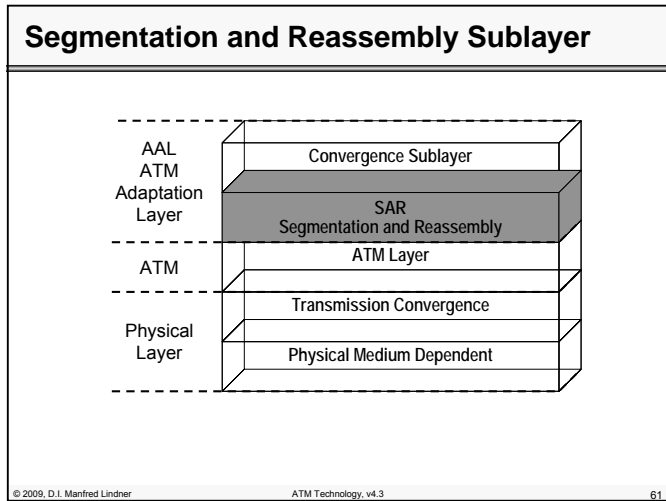 Segmentation and Reassembly Sublayer
AAL
ATM
Adaptation
Layer
Convergence Sublayer
SAR
Segmentation and Reassembly
ATM
ATM Layer
Physical
Layer
Transmission Convergence
Physical Medium Dependent
© 2009, D.I. Manfred Lindner
ATM Technology, v4.3
61